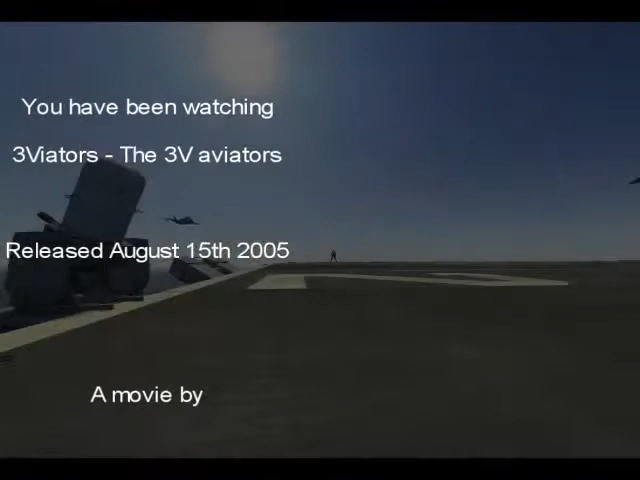 You have been watching
3Viators - The 3V aviators
Released August 15th 2005
A movie by